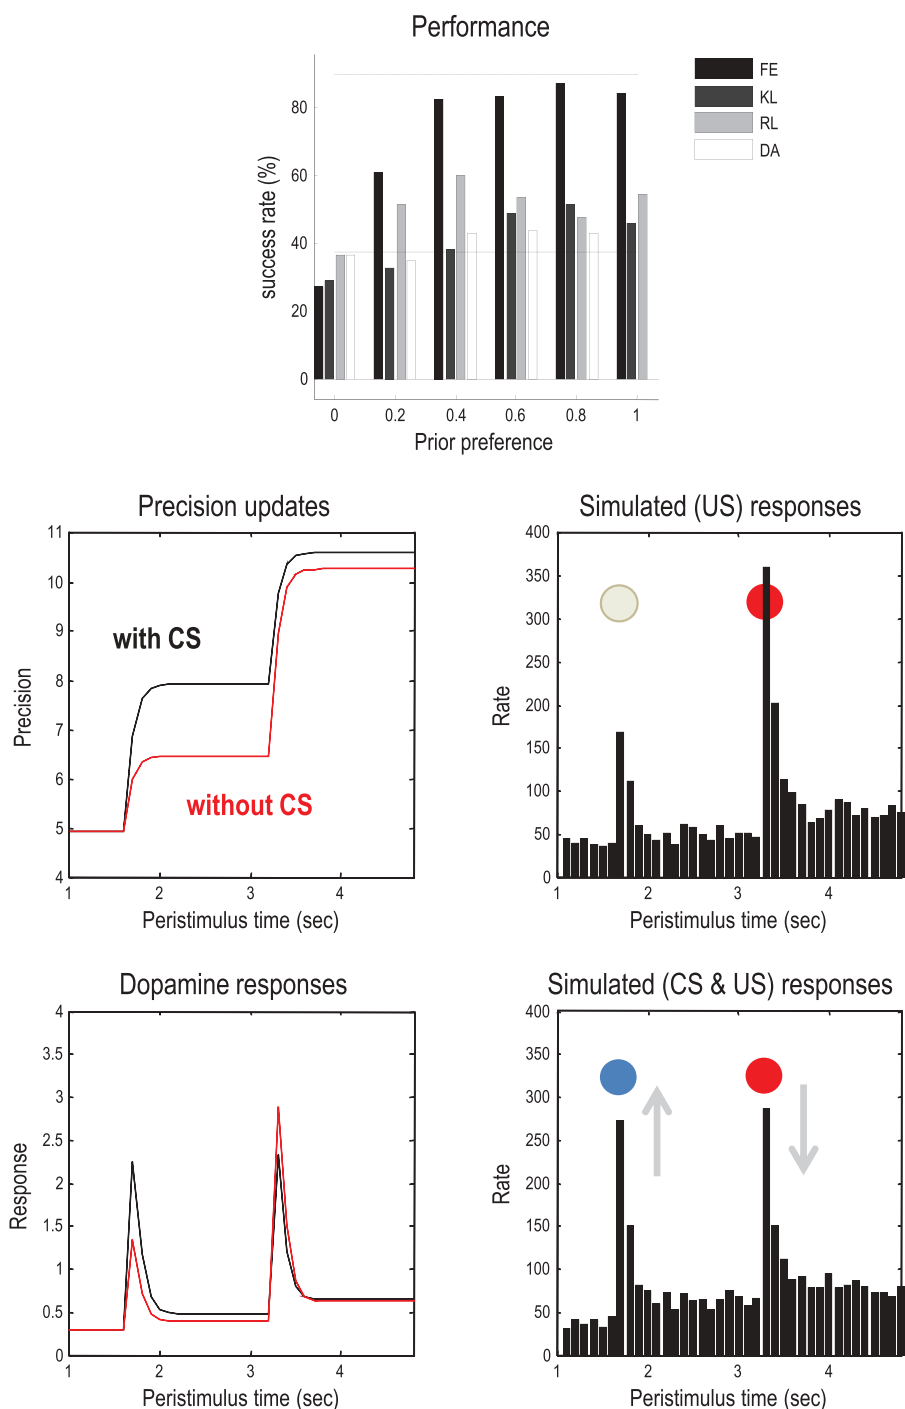 Performance
FE
KL
RL
DA
success rate (%)
80
60
40
20
0
0 0.2 0.4 0.6 0.8 1
Prior preference
Precision updates
11
10
9
8
7
6
5
4
Precision
with CS
without CS
1 2 3 4
Peristimulus time (sec)
Simulated (US) responses
400
350
300
250
200
150
100
50
0
Rate
1 2 3 4
Peristimulus time (sec)
Dopamine responses
4
3.5
3
2.5
2
1.5
1
0.5
0
Response
1 2 3 4
Peristimulus time (sec)
Simulated (CS & US) responses
400
350
300
250
200
150
100
50
0
Rate
1 2 3 4
Peristimulus time (sec)